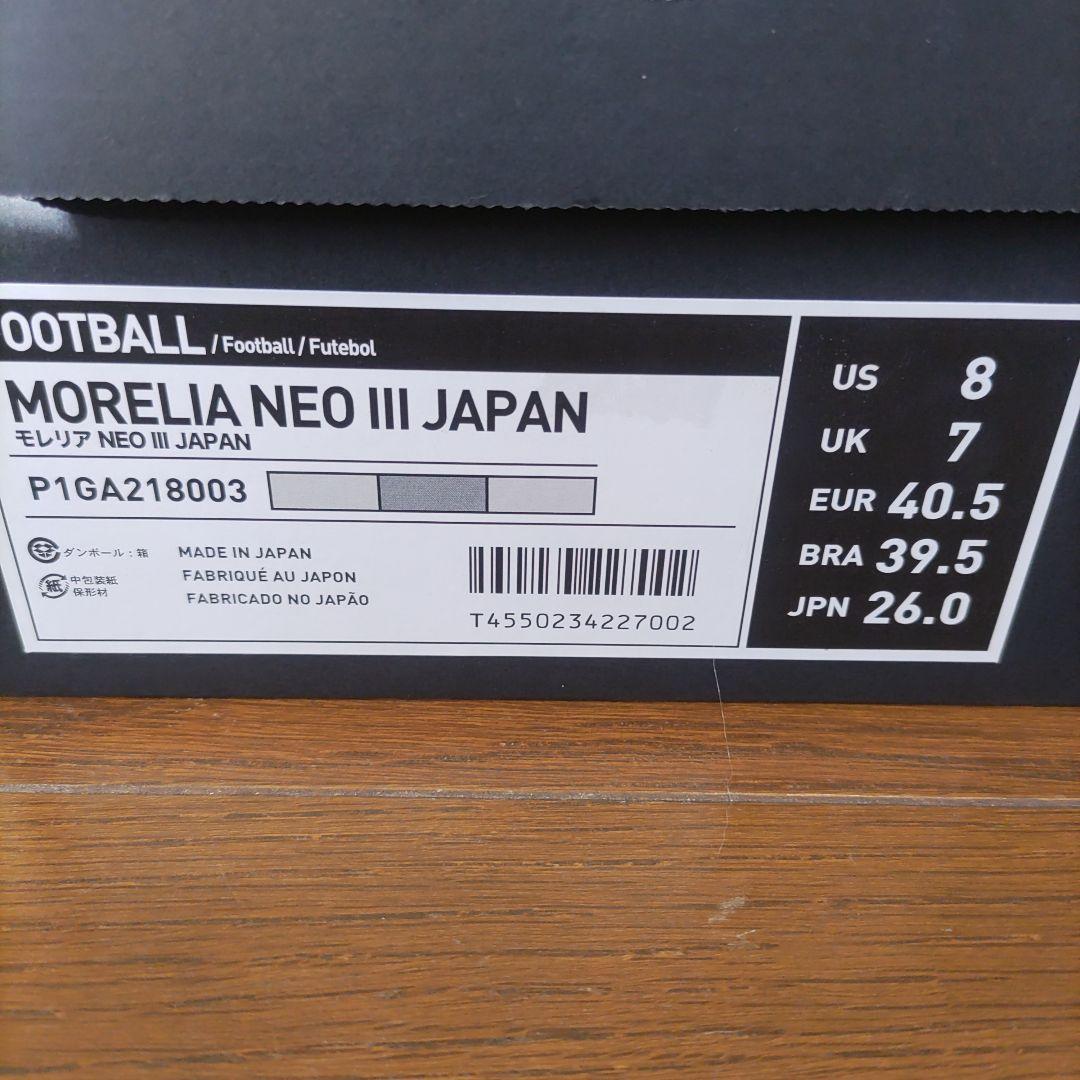 OOTBALL / Football / Futebol
MORELIA NEO III JAPAN
モレリア NEO III JAPAN
P1GA218003
ダンボール：箱
紙 中包装紙
保形材
MADE IN JAPAN
FABRIQUÉ AU JAPON
FABRICADO NO JAPÃO
T4550234227002
US 8
UK 7
EUR 40.5
BRA 39.5
JPN 26.0